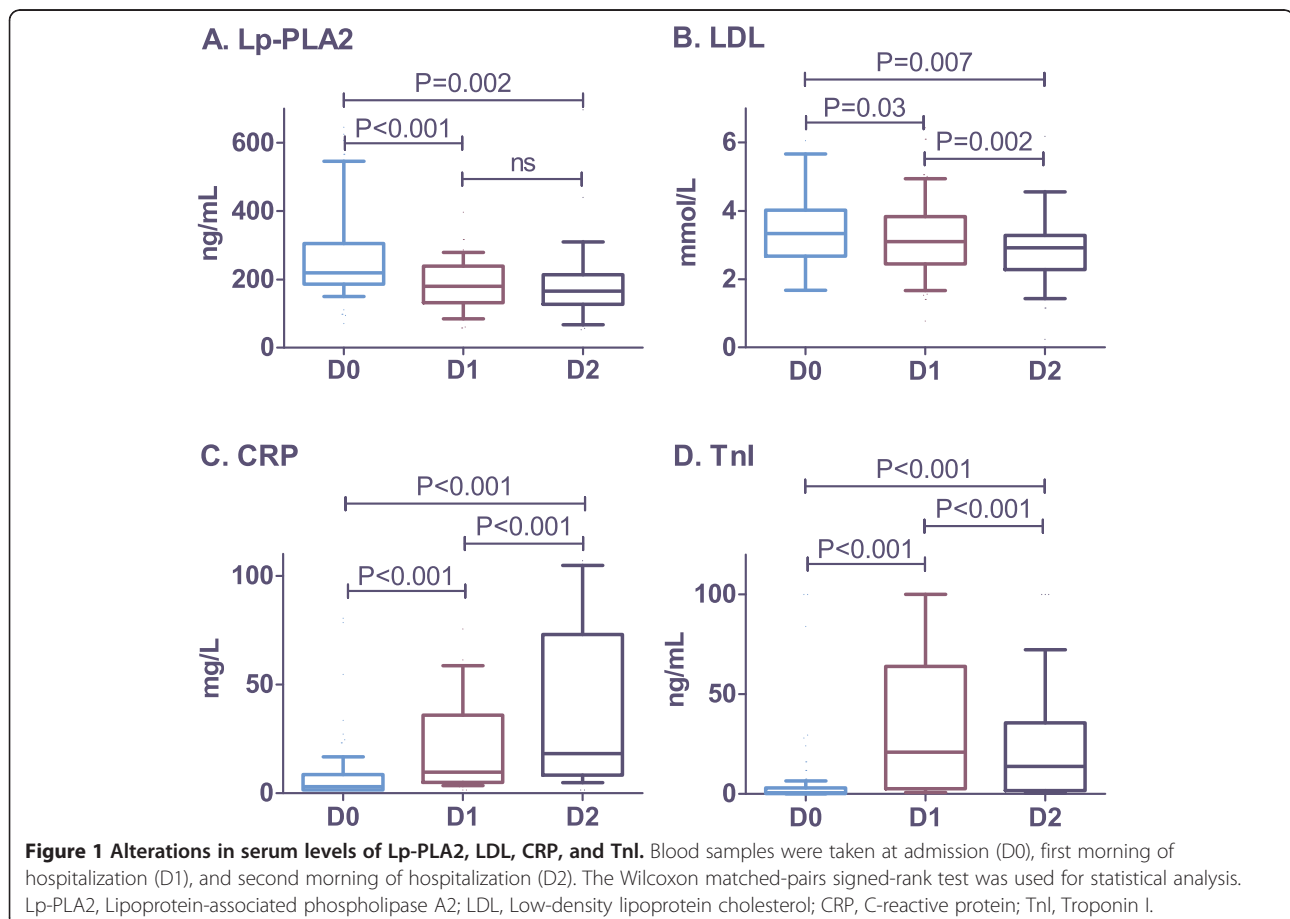 A. Lp-PLA2
P=0.002
P<0.001
ns
600
400
200
0
ng/mL
D0 D1 D2
B. LDL
P=0.007
P=0.03
P=0.002
6
4
2
0
mmol/L
D0 D1 D2
C. CRP
P<0.001
P<0.001
P<0.001
100
50
0
mg/L
D0 D1 D2
D. TnI
P<0.001
P<0.001
P<0.001
100
50
0
ng/mL
D0 D1 D2
Figure 1 Alterations in serum levels of Lp-PLA2, LDL, CRP, and TnI. Blood samples were taken at admission (D0), first morning of
hospitalization (D1), and second morning of hospitalization (D2). The Wilcoxon matched-pairs signed-rank test was used for statistical analysis.
Lp-PLA2, Lipoprotein-associated phospholipase A2; LDL, Low-density lipoprotein cholesterol; CRP, C-reactive protein; TnI, Troponin I.